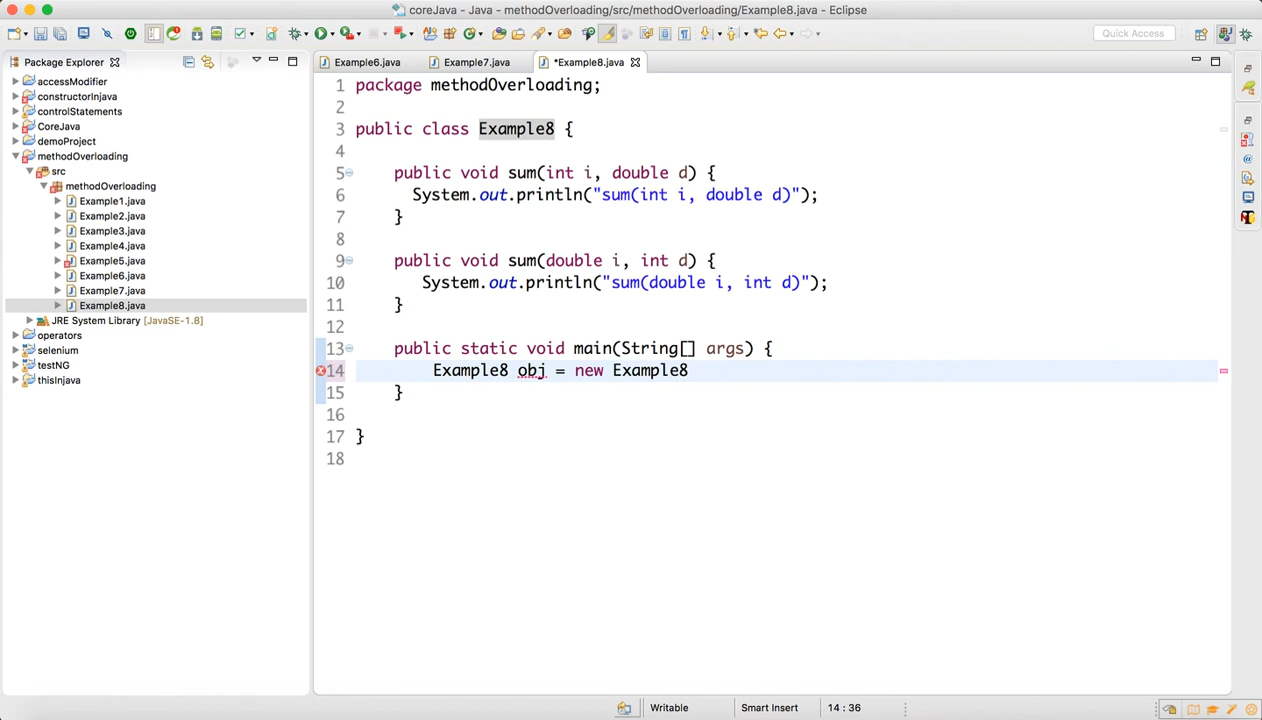 coreJava - Java - methodOverloading/src/methodOverloading/Example8.java - Eclipse
Quick Access
Package Explorer
accessModifier
constructorInjava
controlStatements
CoreJava
demoProject
methodOverloading
src
methodOverloading
Example1.java
Example2.java
Example3.java
Example4.java
Example5.java
Example6.java
Example7.java
Example8.java
JRE System Library [JavaSE-1.8]
operators
selenium
testNG
thisInjava
Example6.java Example7.java *Example8.java
1 package methodOverloading;
2
3 public class Example8 {
4
5 public void sum(int i, double d) {
6 System.out.println("sum(int i, double d)");
7 }
8
9 public void sum(double i, int d) {
10 System.out.println("sum(double i, int d)");
11 }
12
13 public static void main(String[] args) {
14 Example8 obj = new Example8
15 }
16
17 }
18
Writable Smart Insert 14 : 36